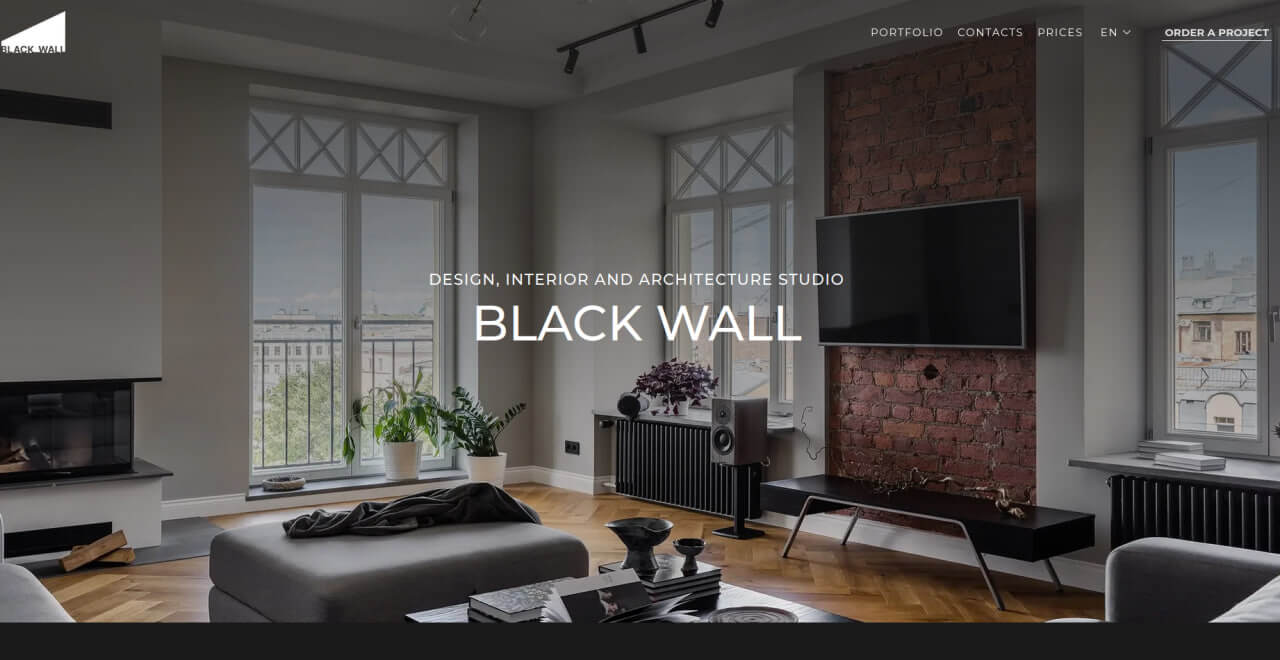 BLACK WALL
PORTFOLIO CONTACTS PRICES EN ORDER A PROJECT
DESIGN, INTERIOR AND ARCHITECTURE STUDIO
BLACK WALL